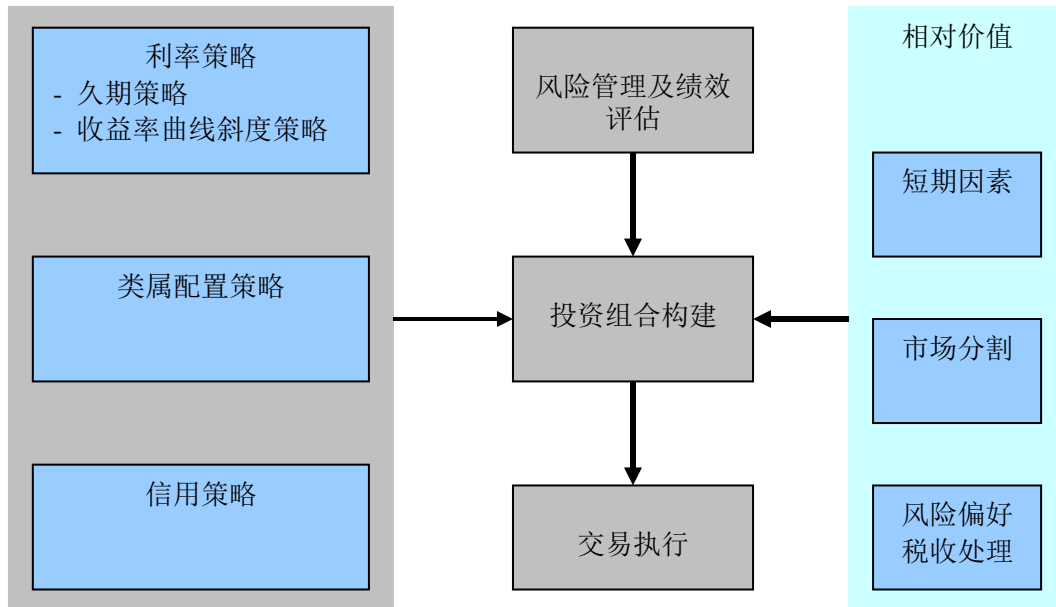 利率策略
- 久期策略
- 收益率曲线斜度策略
类属配置策略
信用策略
风险管理及绩效
评估
投资组合构建
交易执行
相对价值
短期因素
市场分割
风险偏好
税收处理